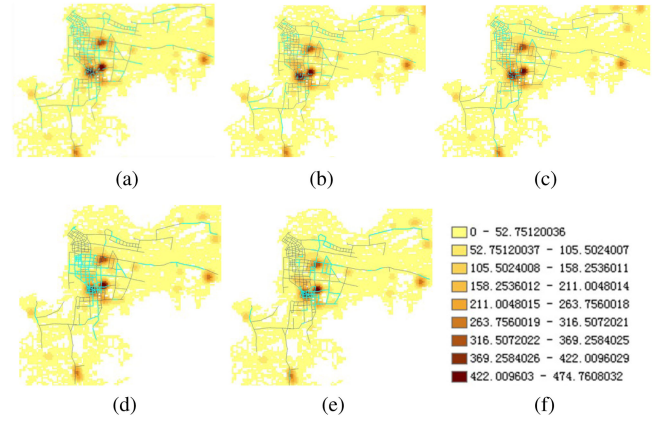 (a) (b) (c)
0 - 52.75120036
52.75120037 - 105.5024007
105.5024008 - 158.2536011
158.2536012 - 211.0048014
211.0048015 - 263.7560018
263.7560019 - 316.5072021
316.5072022 - 369.2584025
369.2584026 - 422.0096029
422.009603 - 474.7608032
(d) (e) (f)